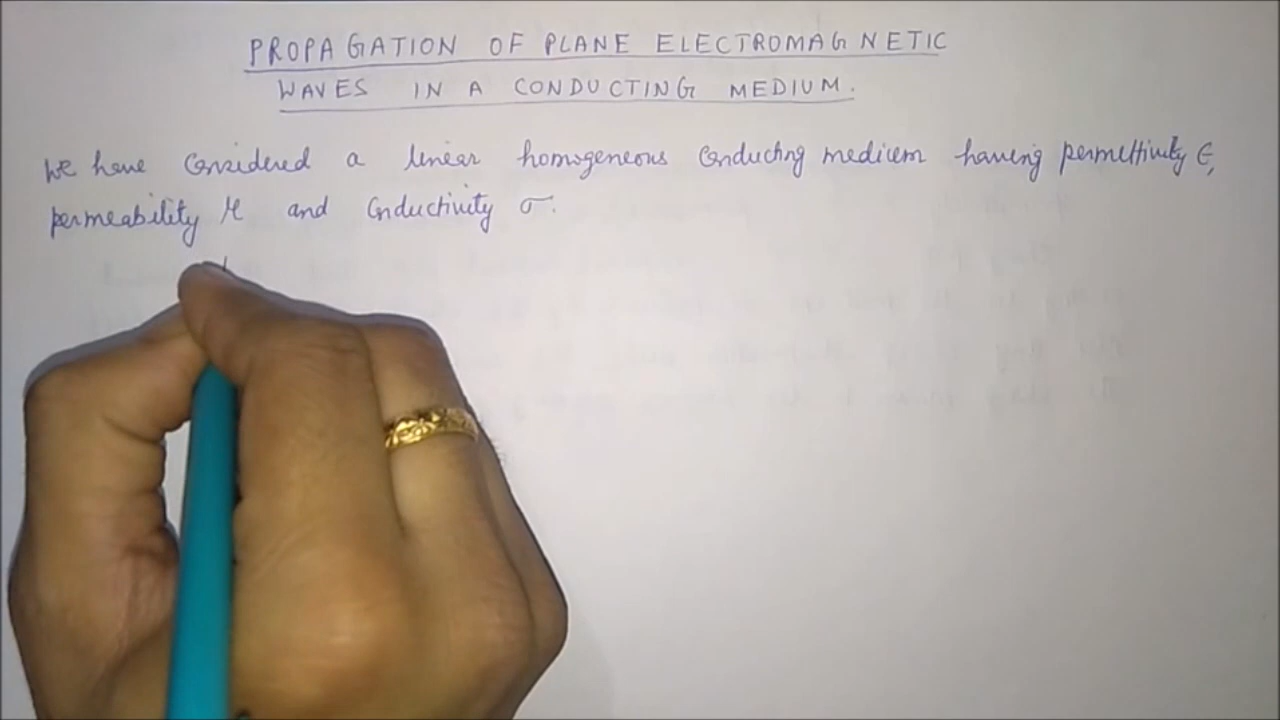 PROPAGATION OF PLANE ELECTROMAGNETIC
WAVES IN A CONDUCTING MEDIUM.
We have Considered a linear homogeneous Conducting medium having permittivity ϵ,
permeability μ and Conductivity σ.